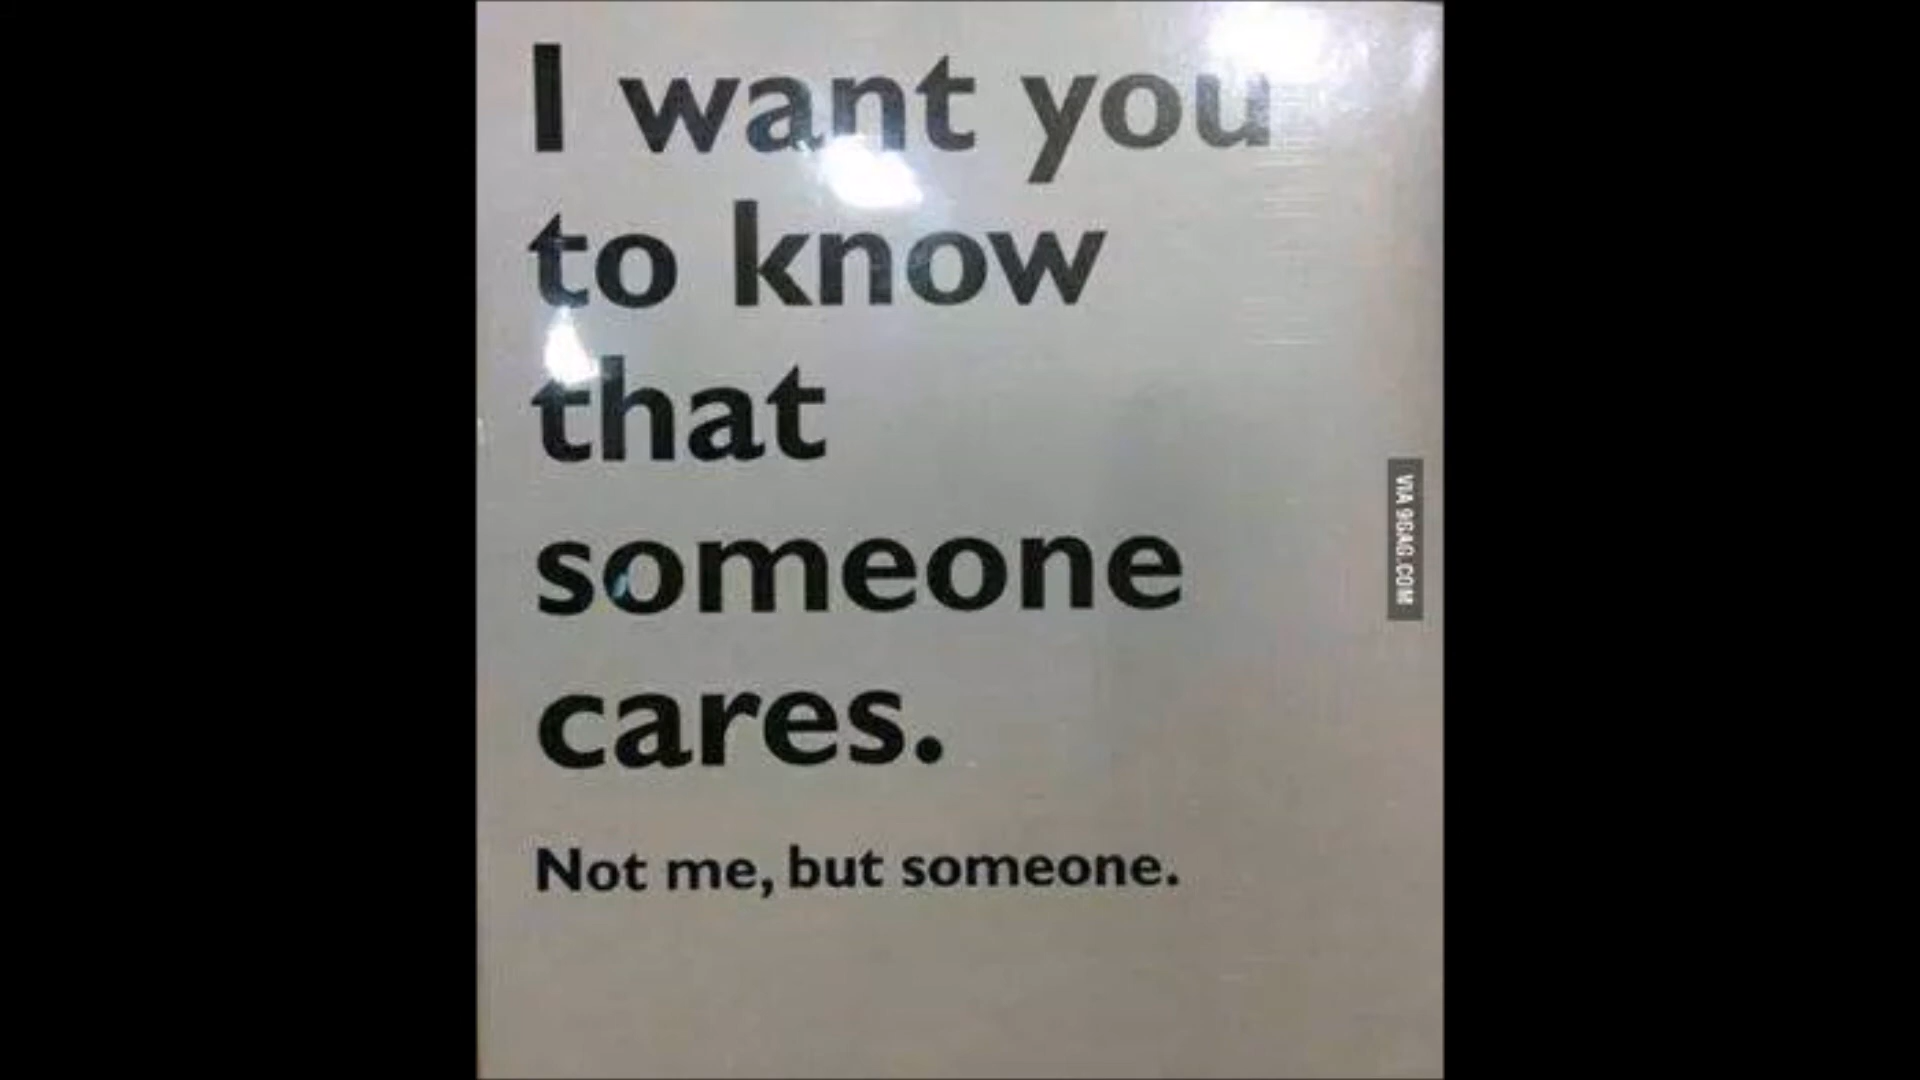 I want you
to know
that
someone
cares.
Not me, but someone.
VIA 9GAG.COM